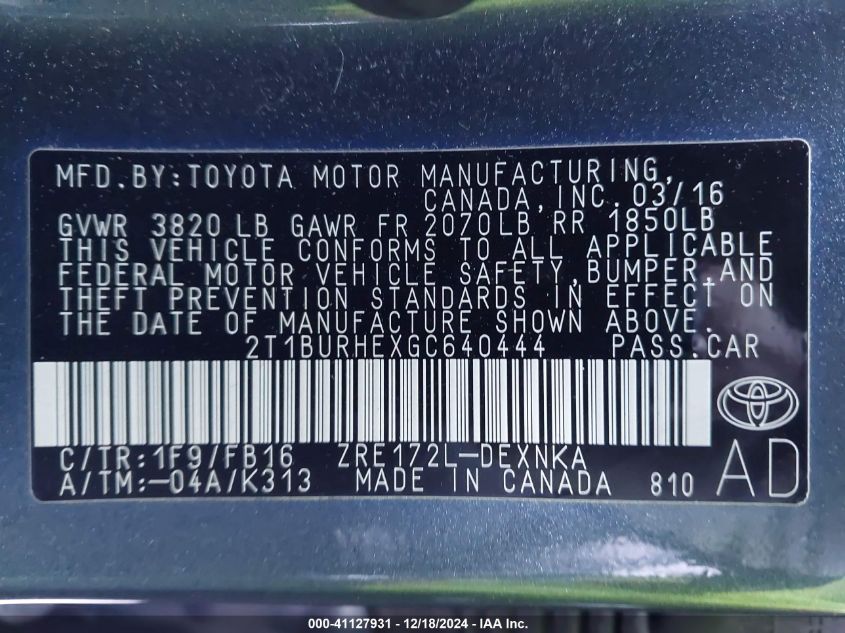 MFD.BY:TOYOTA MOTOR MANUFACTURING,
CANADA,INC. 03/16
GVWR 3820 LB GAWR FR 2070LB RR 1850LB
THIS VEHICLE CONFORMS TO ALL APPLICABLE
FEDERAL MOTOR VEHICLE SAFETY,BUMPER,AND
THEFT PREVENTION STANDARDS IN EFFECT ON
THE DATE OF MANUFACTURE SHOWN ABOVE.
2T1BURHEXGC640444 PASS.CAR
C/TR:1F9/FB16 ZRE172L-DEXNKA
A/TM:-04A/K313 MADE IN CANADA 810 AD
000-41127931 - 12/18/2024 - IAA Inc.